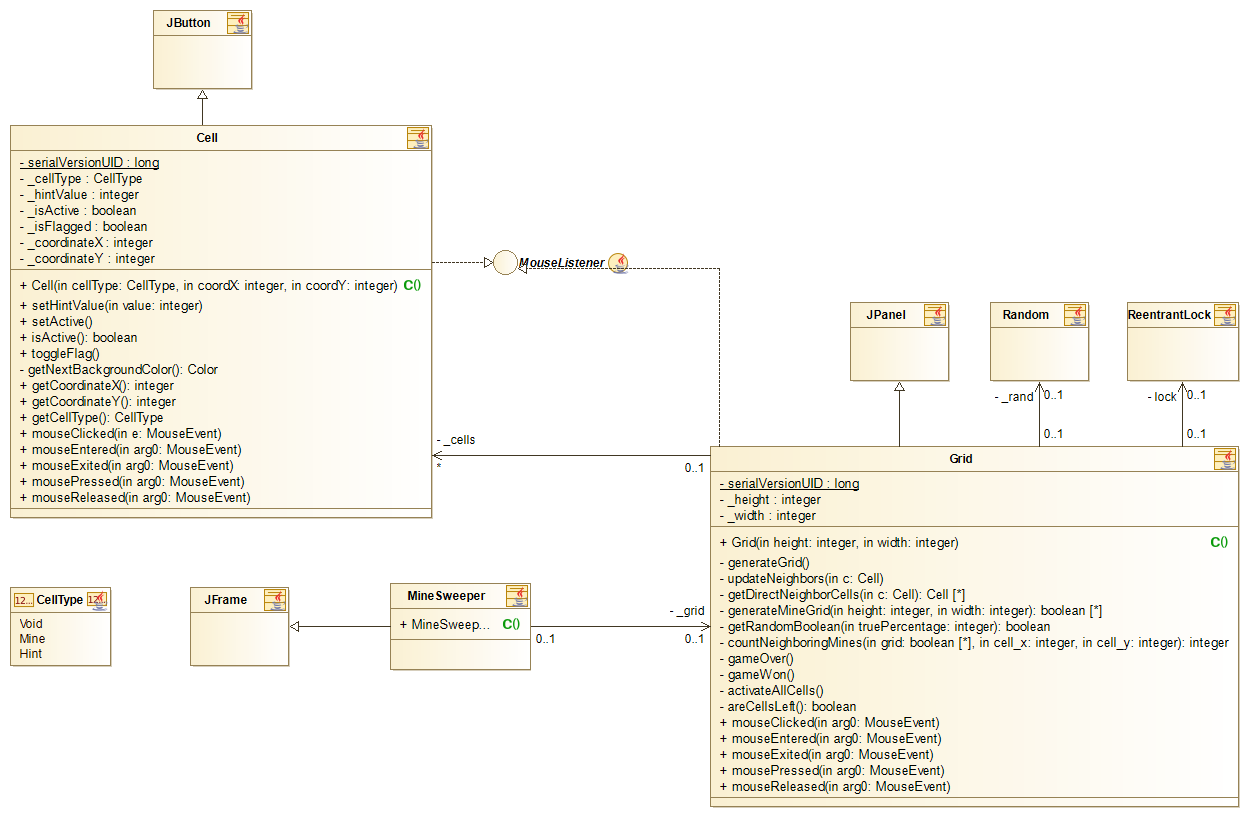 JButton
Cell
- serialVersionUID : long
- _cellType : CellType
- _hintValue : integer
- _isActive : boolean
- _isFlagged : boolean
- _coordinateX : integer
- _coordinateY : integer
+ Cell(in cellType: CellType, in coordX: integer, in coordY: integer) C()
+ setHintValue(in value: integer)
+ setActive()
+ isActive(): boolean
+ toggleFlag()
- getNextBackgroundColor(): Color
+ getCoordinateX(): integer
+ getCoordinateY(): integer
+ getCellType(): CellType
+ mouseClicked(in e: MouseEvent)
+ mouseEntered(in arg0: MouseEvent)
+ mouseExited(in arg0: MouseEvent)
+ mousePressed(in arg0: MouseEvent)
+ mouseReleased(in arg0: MouseEvent)
MouseListener
JPanel
Random
ReentrantLock
- _rand 0..1
0..1
- lock 0..1
0..1
- _cells
*
0..1
Grid
- serialVersionUID : long
- _height : integer
- _width : integer
+ Grid(in height: integer, in width: integer) C()
- generateGrid()
- updateNeighbors(in c: Cell)
- getDirectNeighborCells(in c: Cell): Cell [*]
- generateMineGrid(in height: integer, in width: integer): boolean [*]
- getRandomBoolean(in truePercentage: integer): boolean
- countNeighboringMines(in grid: boolean [*], in cell_x: integer, in cell_y: integer): integer
- gameOver()
- gameWon()
- activateAllCells()
- areCellsLeft(): boolean
+ mouseClicked(in arg0: MouseEvent)
+ mouseEntered(in arg0: MouseEvent)
+ mouseExited(in arg0: MouseEvent)
+ mousePressed(in arg0: MouseEvent)
+ mouseReleased(in arg0: MouseEvent)
12... CellType 12...
Void
Mine
Hint
JFrame
MineSweeper
+ MineSweep... C()
0..1
- _grid
0..1